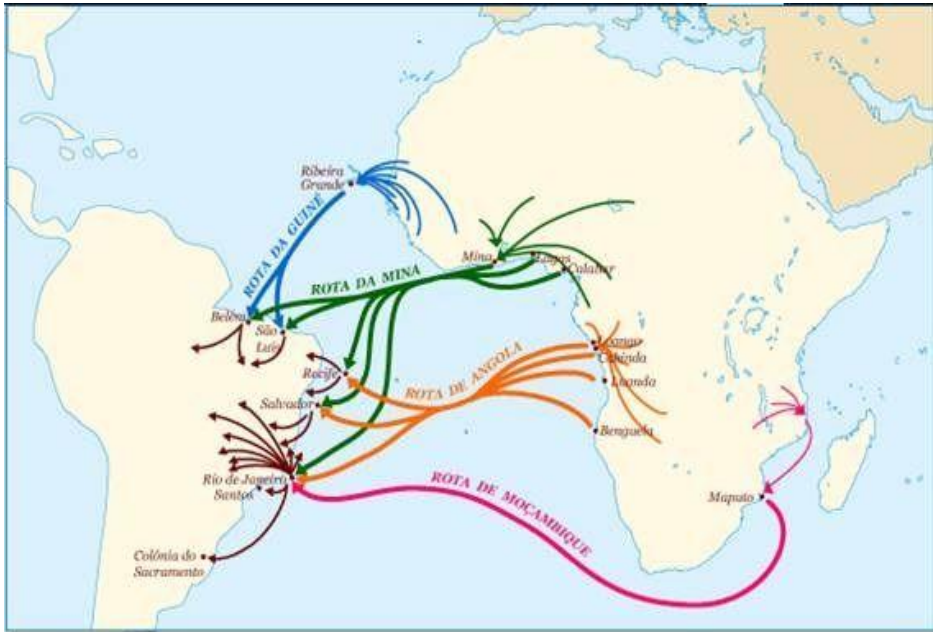 Ribeira
Grande
ROTA DA GUINÉ
ROTA DA MINA
Mina
Lagos
Calabar
Belém
São
Luís
Recife
Salvador
ROTA DE ANGOLA
Loango
Cabinda
Luanda
Benguela
Rio de Janeiro
Santos
ROTA DE MOÇAMBIQUE
Maputo
Colônia do
Sacramento